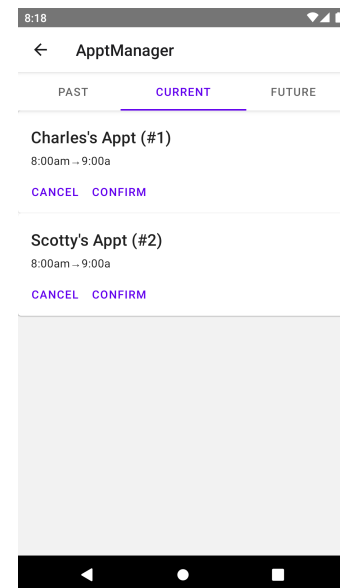 8:18
ApptManager
PAST CURRENT FUTURE
Charles's Appt (#1)
8:00am→9:00a
CANCEL CONFIRM
Scotty's Appt (#2)
8:00am→9:00a
CANCEL CONFIRM